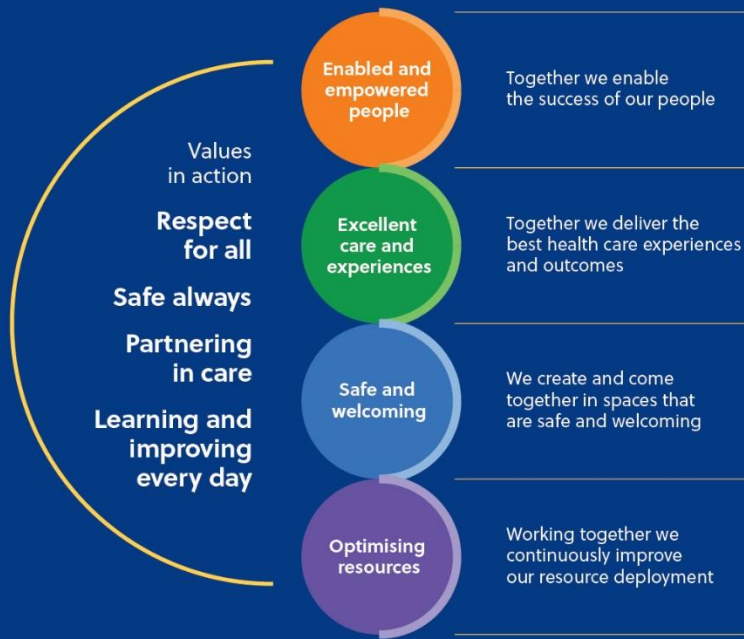 Values
in action
Respect
for all
Safe always
Partnering
in care
Learning and
improving
every day
Enabled and
empowered
people
Together we enable
the success of our people
Excellent
care and
experiences
Together we deliver the
best health care experiences
and outcomes
Safe and
welcoming
We create and come
together in spaces that
are safe and welcoming
Optimising
resources
Working together we
continuously improve
our resource deployment